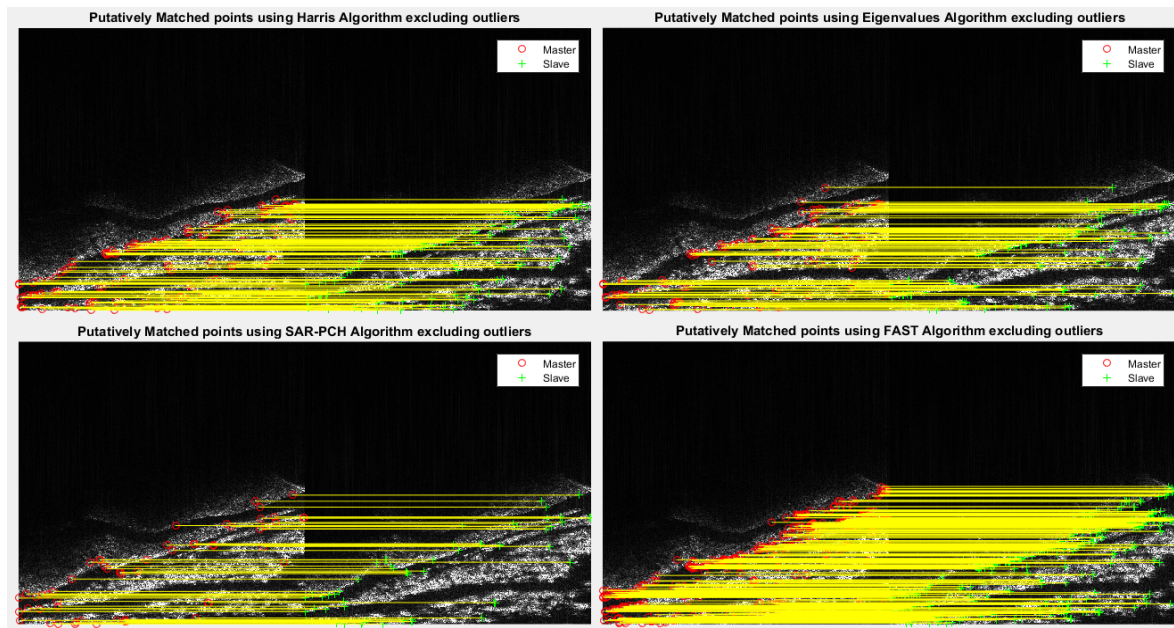 Putatively Matched points using Harris Algorithm excluding outliers
Master
Slave
Putatively Matched points using Eigenvalues Algorithm excluding outliers
Master
Slave
Putatively Matched points using SAR-PCH Algorithm excluding outliers
Master
Slave
Putatively Matched points using FAST Algorithm excluding outliers
Master
Slave